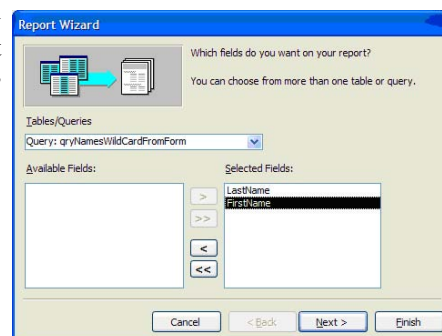 Report Wizard
Which fields do you want on your report?
You can choose from more than one table or query.
Tables/Queries
Query: qryNamesWildCardFromForm
Available Fields:
Selected Fields:
LastName
FirstName
>
>>
<
<<
Cancel
< Back
Next >
Finish